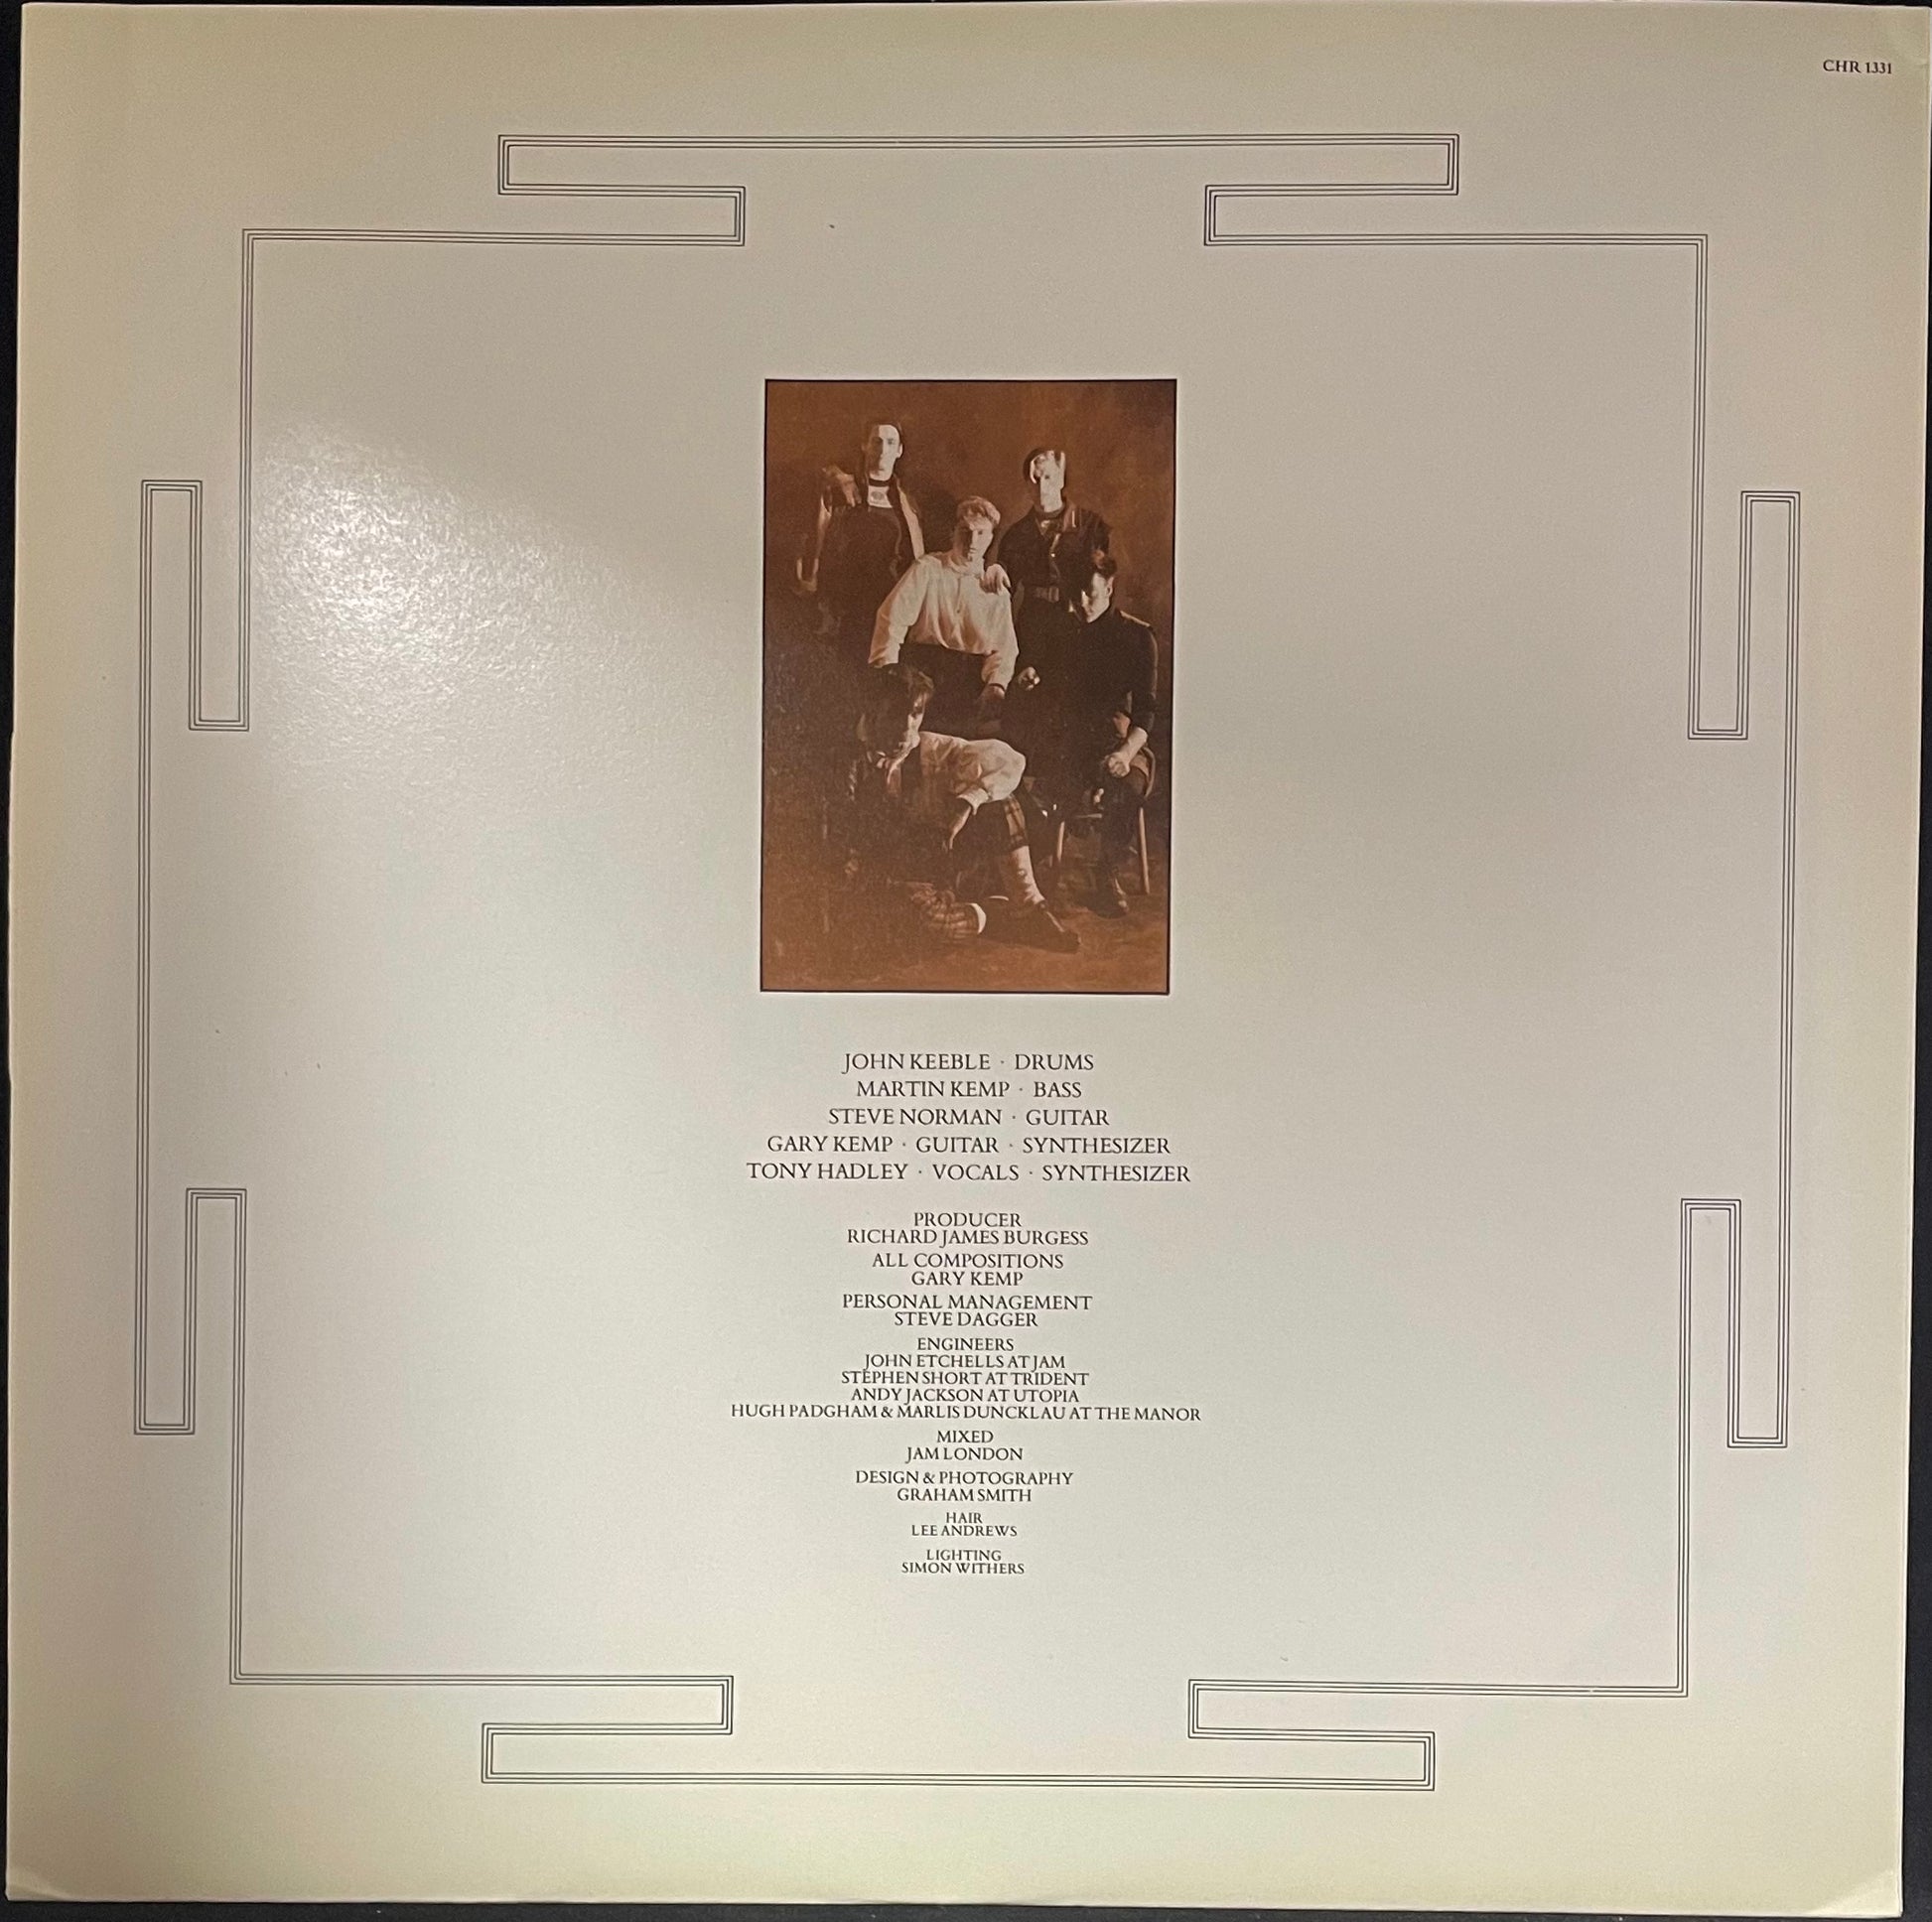 CHR 1331
JOHN KEEBLE · DRUMS
MARTIN KEMP · BASS
STEVE NORMAN · GUITAR
GARY KEMP · GUITAR · SYNTHESIZER
TONY HADLEY · VOCALS · SYNTHESIZER
PRODUCER
RICHARD JAMES BURGESS
ALL COMPOSITIONS
GARY KEMP
PERSONAL MANAGEMENT
STEVE DAGGER
ENGINEERS
JOHN ETCHELLS AT JAM
STEPHEN SHORT AT TRIDENT
ANDY JACKSON AT UTOPIA
HUGH PADGHAM & MARLIS DUNCKLAU AT THE MANOR
MIXED
JAM LONDON
DESIGN & PHOTOGRAPHY
GRAHAM SMITH
HAIR
LEE ANDREWS
LIGHTING
SIMON WITHERS